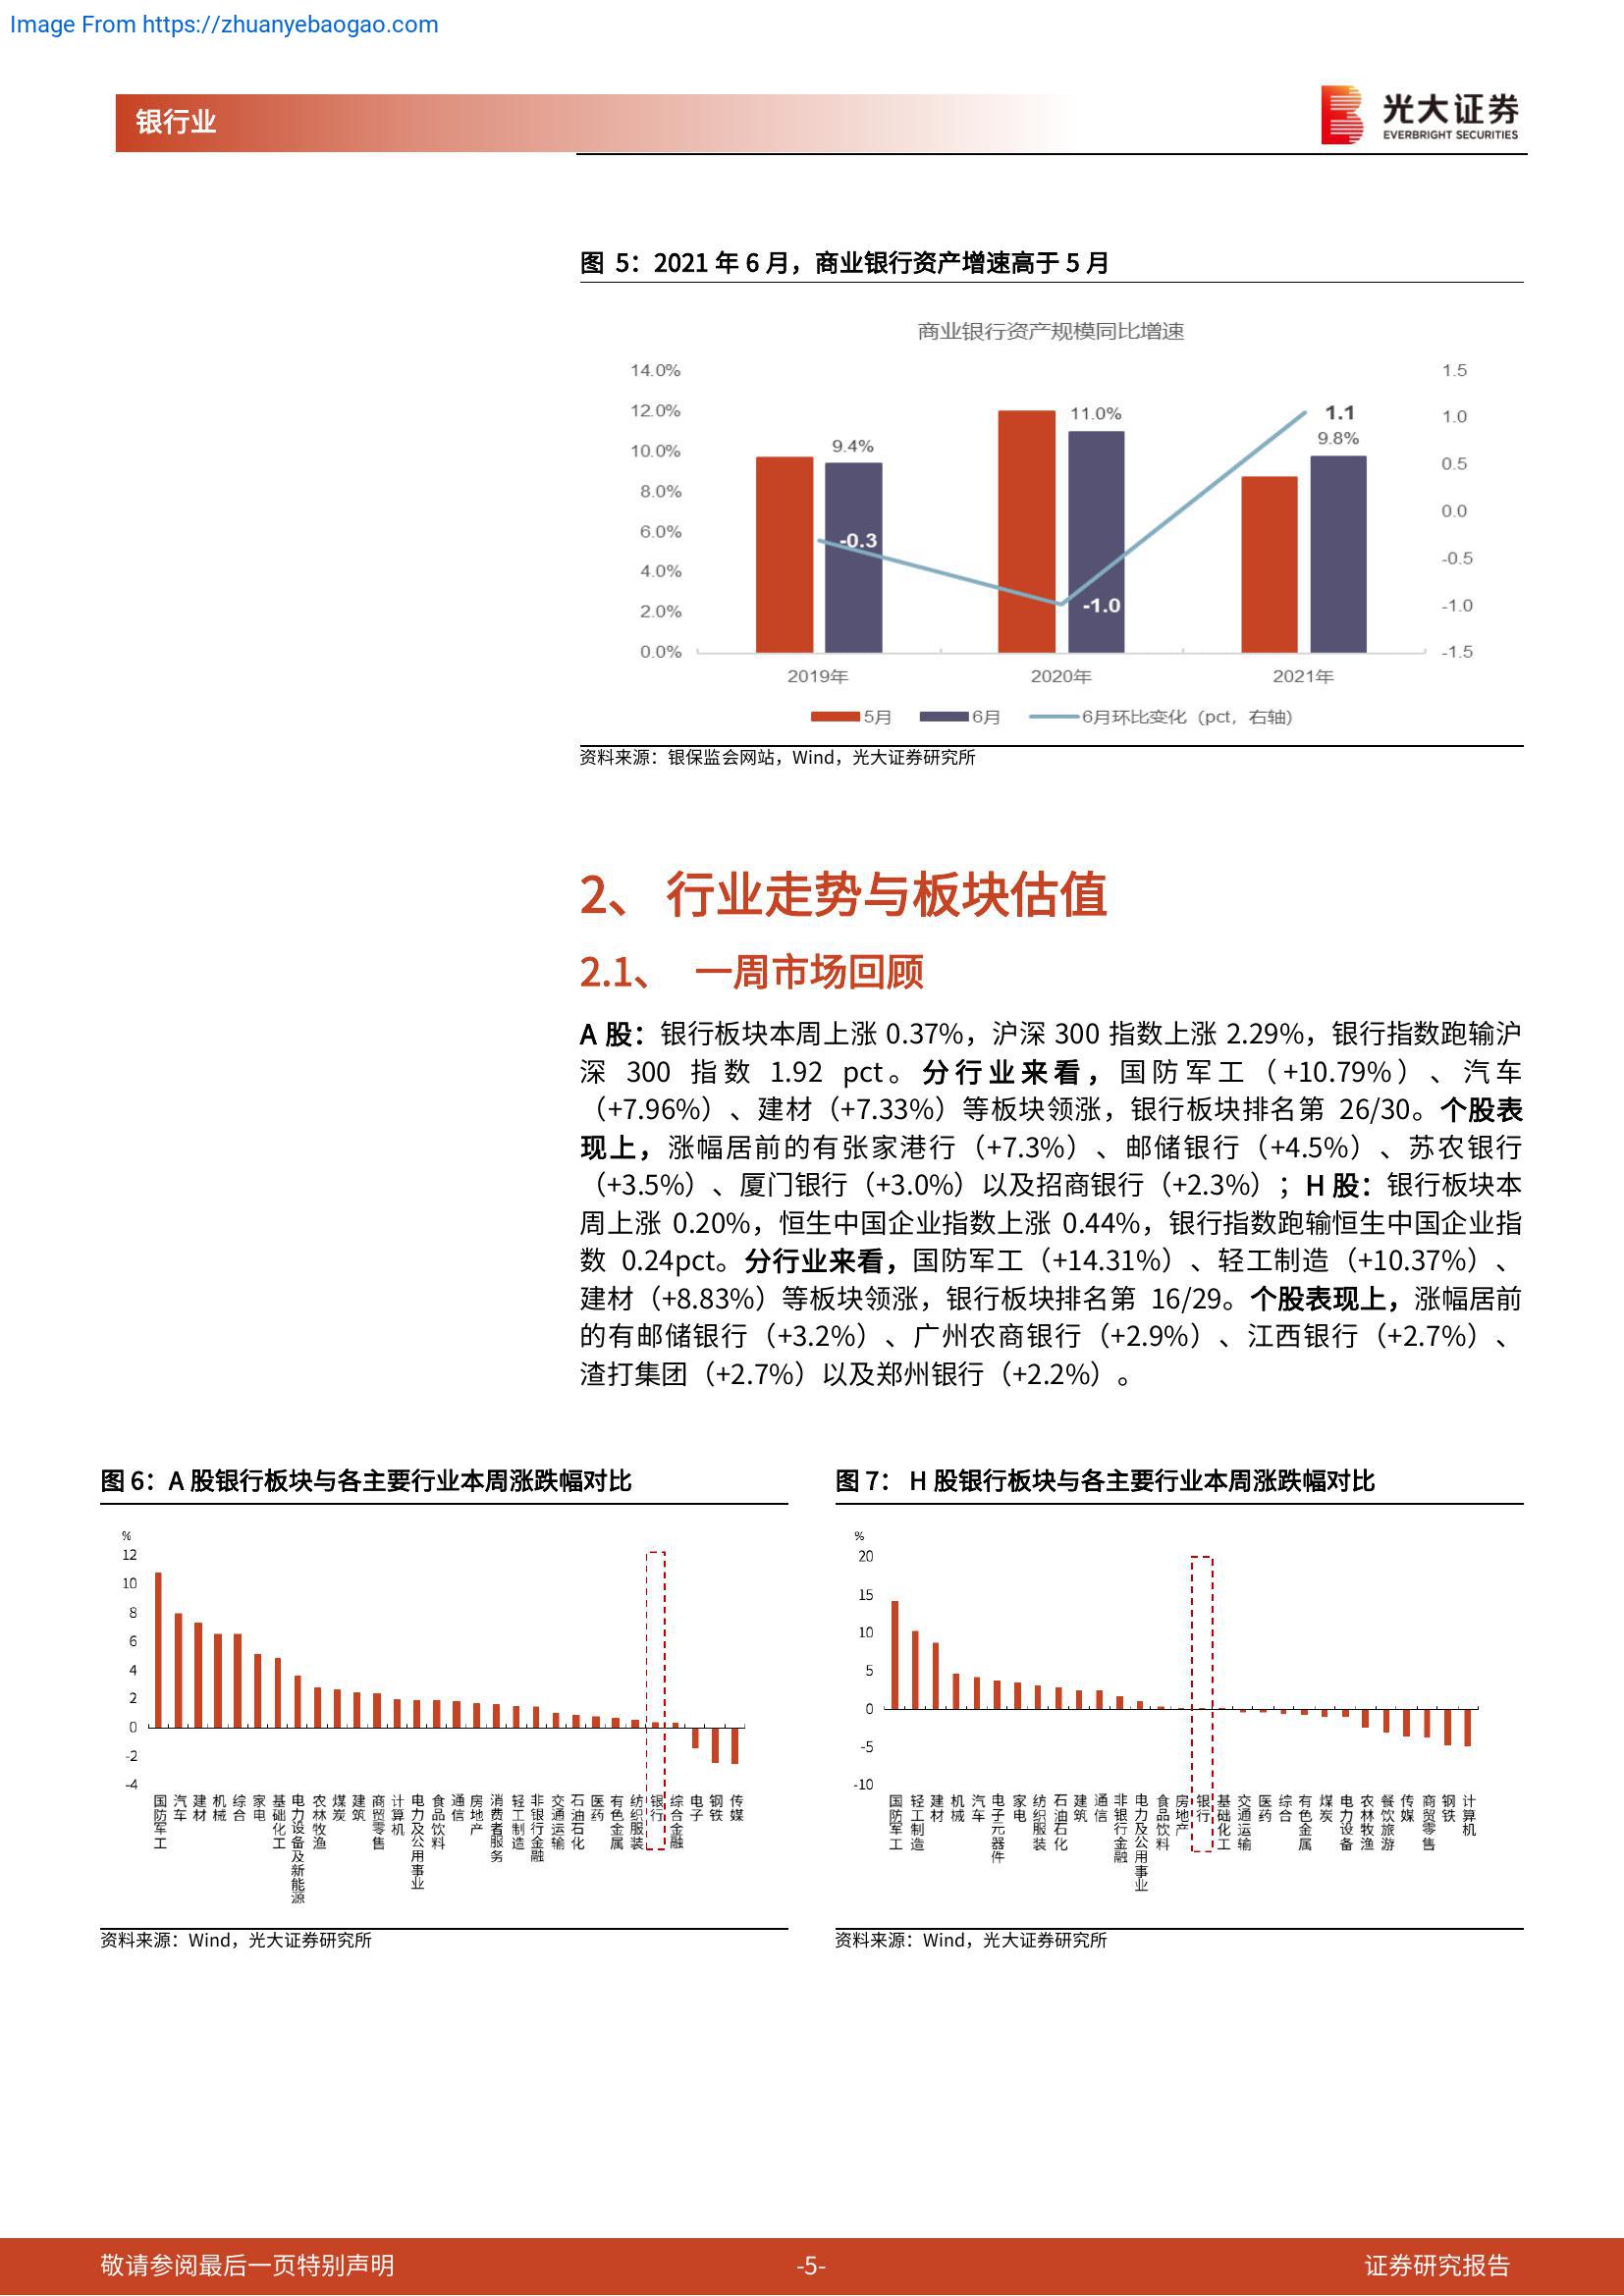 Image From https://zhuanyebaogao.com
银行业
光大证券
EVERBRIGHT SECURITIES
图 5：2021 年 6 月，商业银行资产增速高于 5 月
商业银行资产规模同比增速
14.0%
12.0%
10.0%
8.0%
6.0%
4.0%
2.0%
0.0%
1.5
1.0
0.5
0.0
-0.5
-1.0
-1.5
9.4%
11.0%
9.8%
-0.3
-1.0
1.1
2019年
2020年
2021年
5月
6月
6月环比变化（pct，右轴）
资料来源：银保监会网站，Wind，光大证券研究所
2、 行业走势与板块估值
2.1、 一周市场回顾
A 股：银行板块本周上涨 0.37%，沪深 300 指数上涨 2.29%，银行指数跑输沪
深 300 指数 1.92 pct。分行业来看，国防军工（+10.79%）、汽车
（+7.96%）、建材（+7.33%）等板块领涨，银行板块排名第 26/30。个股表
现上，涨幅居前的有张家港行（+7.3%）、邮储银行（+4.5%）、苏农银行
（+3.5%）、厦门银行（+3.0%）以及招商银行（+2.3%）；H 股：银行板块本
周上涨 0.20%，恒生中国企业指数上涨 0.44%，银行指数跑输恒生中国企业指
数 0.24pct。分行业来看，国防军工（+14.31%）、轻工制造（+10.37%）、
建材（+8.83%）等板块领涨，银行板块排名第 16/29。个股表现上，涨幅居前
的有邮储银行（+3.2%）、广州农商银行（+2.9%）、江西银行（+2.7%）、
渣打集团（+2.7%）以及郑州银行（+2.2%）。
图 6：A 股银行板块与各主要行业本周涨跌幅对比
%
12
10
8
6
4
2
0
-2
-4
国防军工
汽车
建材
机械
综合
家电
基础化工
电力设备及新能源
农林牧渔
煤炭
建筑
商贸零售
计算机
电力及公用事业
食品饮料
通信
房地产
消费者服务
轻工制造
非银行金融
交通运输
石油石化
医药
有色金属
纺织服装
银行
综合金融
电子
钢铁
传媒
资料来源：Wind，光大证券研究所
图 7： H 股银行板块与各主要行业本周涨跌幅对比
%
20
15
10
5
0
-5
-10
国防军工
轻工制造
建材
机械
汽车
电子元器件
家电
纺织服装
石油石化
建筑
通信
非银行金融
电力及公用事业
食品饮料
房地产
银行
基础化工
交通运输
医药
综合
有色金属
煤炭
电力设备
农林牧渔
餐饮旅游
传媒
商贸零售
钢铁
计算机
资料来源：Wind，光大证券研究所
敬请参阅最后一页特别声明
-5-
证券研究报告